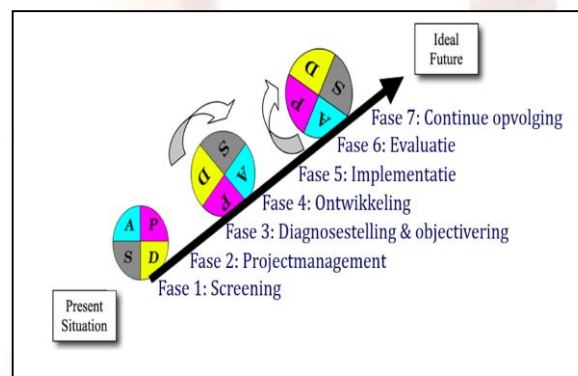 Ideal
Future
D
S
P
A
Fase 7: Continue opvolging
Fase 6: Evaluatie
S
D
A
P
Fase 5: Implementatie
Fase 4: Ontwikkeling
A P
S D
Fase 3: Diagnosestelling & objectivering
Fase 2: Projectmanagement
Fase 1: Screening
Present
Situation